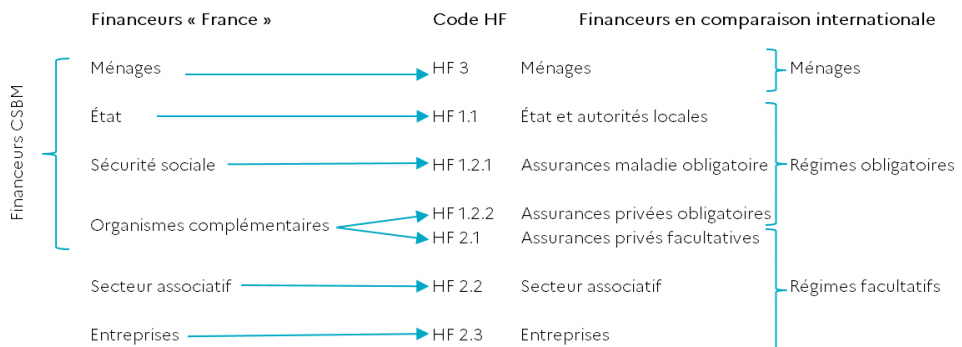 Financeurs « France » Code HF Financeurs en comparaison internationale
Ménages HF 3 Ménages Ménages
État HF 1.1 État et autorités locales
Financeurs CSBM
Sécurité sociale HF 1.2.1 Assurances maladie obligatoire Régimes obligatoires
HF 1.2.2 Assurances privées obligatoires
Organismes complémentaires
HF 2.1 Assurances privés facultatives
Secteur associatif HF 2.2 Secteur associatif Régimes facultatifs
Entreprises HF 2.3 Entreprises